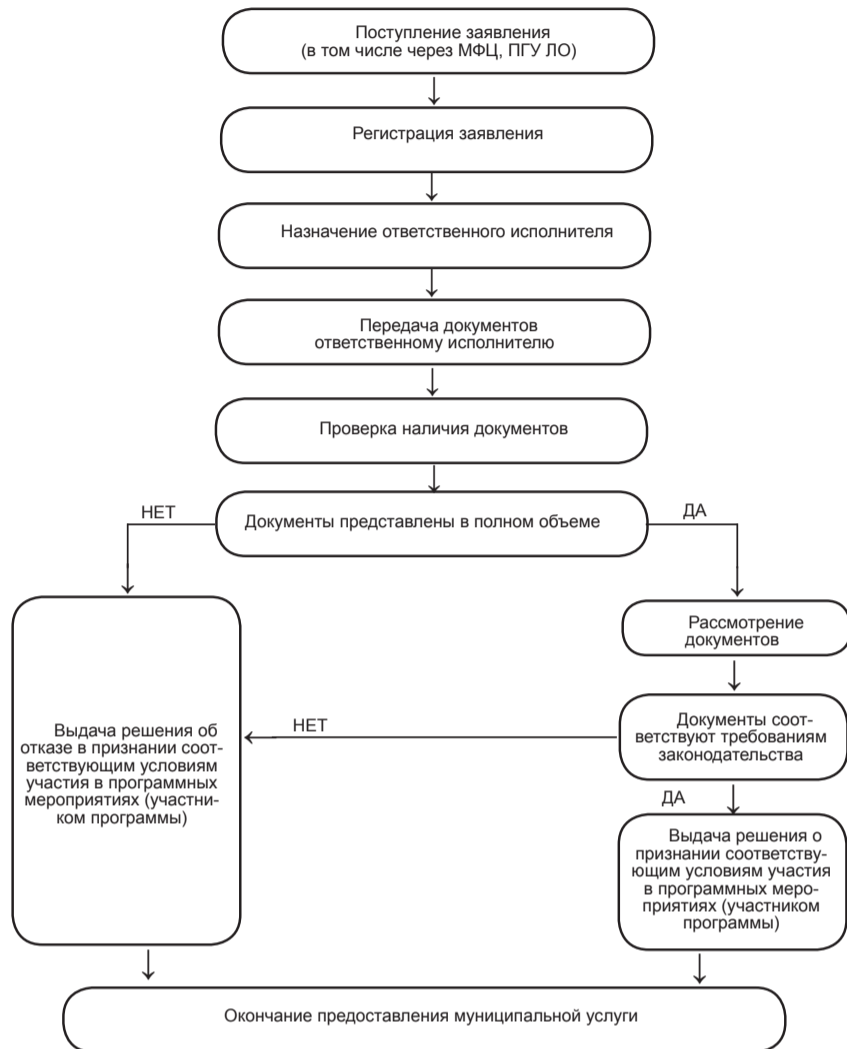 Поступление заявления
(в том числе через МФЦ, ПГУ ЛО)
Регистрация заявления
Назначение ответственного исполнителя
Передача документов
ответственному исполнителю
Проверка наличия документов
НЕТ
Документы представлены в полном объеме
ДА
Рассмотрение
документов
Выдача решения об
отказе в признании соот-
ветствующим условиям
участия в программных
мероприятиях (участни-
ком программы)
НЕТ
Документы соот-
ветствуют требованиям
законодательства
ДА
Выдача решения о
признании соответству-
ющим условиям участия
в программных меро-
приятиях (участником
программы)
Окончание предоставления муниципальной услуги